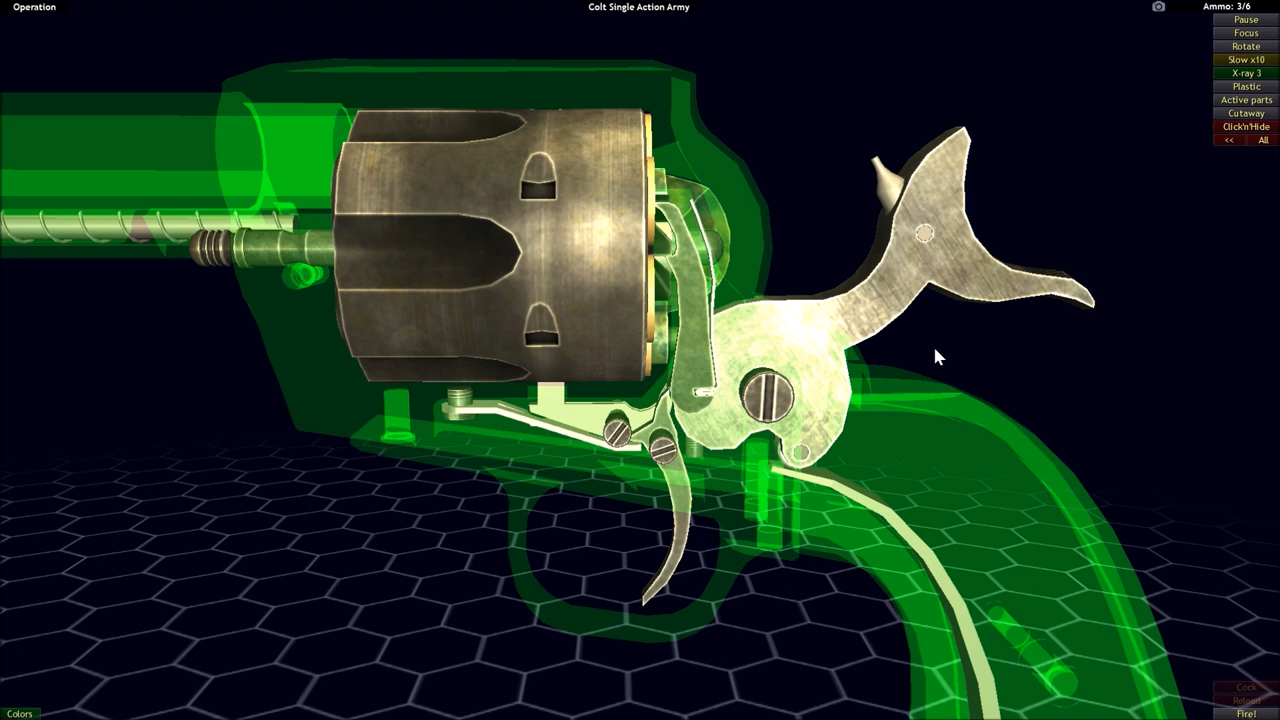 Operation
Colt Single Action Army
Ammo: 3/6
Pause
Focus
Rotate
Slow x10
X-ray 3
Plastic
Active parts
Cutaway
Click'n'Hide
<< All
Cock
Reload
Colors
Fire!